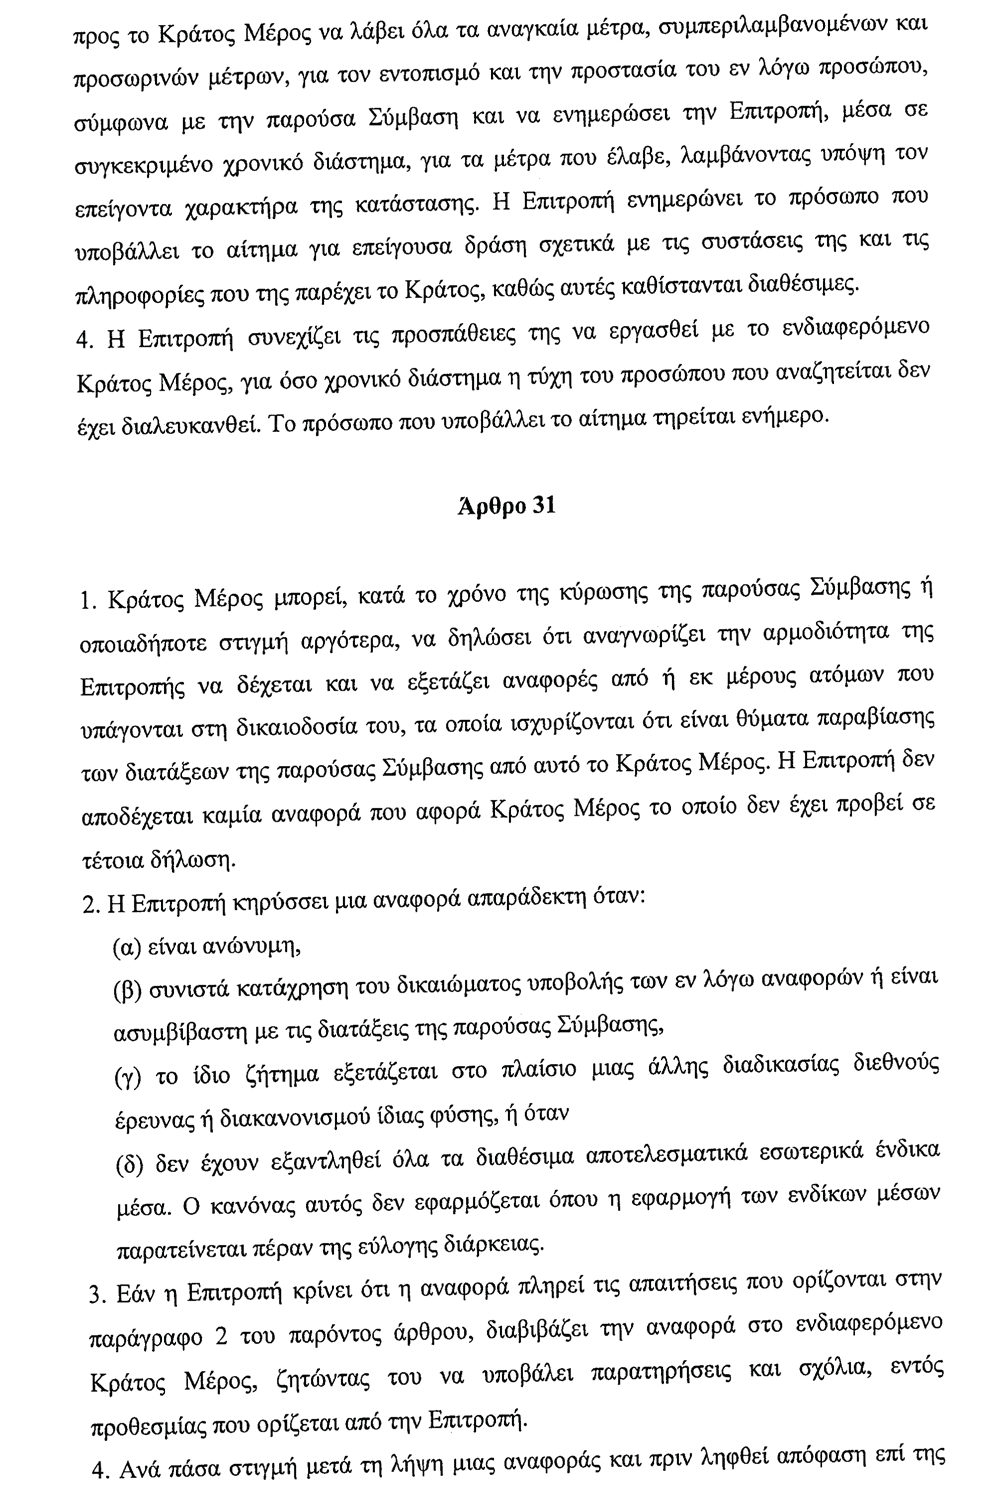 προς το Κράτος Μέρος να λάβει όλα τα αναγκαία μέτρα, συμπεριλαμβανομένων και
προσωρινών μέτρων, για τον εντοπισμό και την προστασία του εν λόγω προσώπου,
σύμφωνα με την παρούσα Σύμβαση και να ενημερώσει την Επιτροπή, μέσα σε
συγκεκριμένο χρονικό διάστημα, για τα μέτρα που έλαβε, λαμβάνοντας υπόψη τον
επείγοντα χαρακτήρα της κατάστασης. Η Επιτροπή ενημερώνει το πρόσωπο που
υποβάλλει το αίτημα για επείγουσα δράση σχετικά με τις συστάσεις της και τις
πληροφορίες που της παρέχει το Κράτος, καθώς αυτές καθίστανται διαθέσιμες.
4. Η Επιτροπή συνεχίζει τις προσπάθειες της να εργασθεί με το ενδιαφερόμενο
Κράτος Μέρος, για όσο χρονικό διάστημα η τύχη του προσώπου που αναζητείται δεν
έχει διαλευκανθεί. Το πρόσωπο που υποβάλλει το αίτημα τηρείται ενήμερο.
Άρθρο 31
1. Κράτος Μέρος μπορεί, κατά το χρόνο της κύρωσης της παρούσας Σύμβασης ή
οποιαδήποτε στιγμή αργότερα, να δηλώσει ότι αναγνωρίζει την αρμοδιότητα της
Επιτροπής να δέχεται και να εξετάζει αναφορές από ή εκ μέρους ατόμων που
υπάγονται στη δικαιοδοσία του, τα οποία ισχυρίζονται ότι είναι θύματα παραβίασης
των διατάξεων της παρούσας Σύμβασης από αυτό το Κράτος Μέρος. Η Επιτροπή δεν
αποδέχεται καμία αναφορά που αφορά Κράτος Μέρος το οποίο δεν έχει προβεί σε
τέτοια δήλωση.
2. Η Επιτροπή κηρύσσει μια αναφορά απαράδεκτη όταν:
(α) είναι ανώνυμη,
(β) συνιστά κατάχρηση του δικαιώματος υποβολής των εν λόγω αναφορών ή είναι
ασυμβίβαστη με τις διατάξεις της παρούσας Σύμβασης,
(γ) το ίδιο ζήτημα εξετάζεται στο πλαίσιο μιας άλλης διαδικασίας διεθνούς
έρευνας ή διακανονισμού ίδιας φύσης, ή όταν
(δ) δεν έχουν εξαντληθεί όλα τα διαθέσιμα αποτελεσματικά εσωτερικά ένδικα
μέσα. Ο κανόνας αυτός δεν εφαρμόζεται όπου η εφαρμογή των ενδίκων μέσων
παρατείνεται πέραν της εύλογης διάρκειας.
3. Εάν η Επιτροπή κρίνει ότι η αναφορά πληρεί τις απαιτήσεις που ορίζονται στην
παράγραφο 2 του παρόντος άρθρου, διαβιβάζει την αναφορά στο ενδιαφερόμενο
Κράτος Μέρος, ζητώντας του να υποβάλει παρατηρήσεις και σχόλια, εντός
προθεσμίας που ορίζεται από την Επιτροπή.
4. Ανά πάσα στιγμή μετά τη λήψη μιας αναφοράς και πριν ληφθεί απόφαση επί της